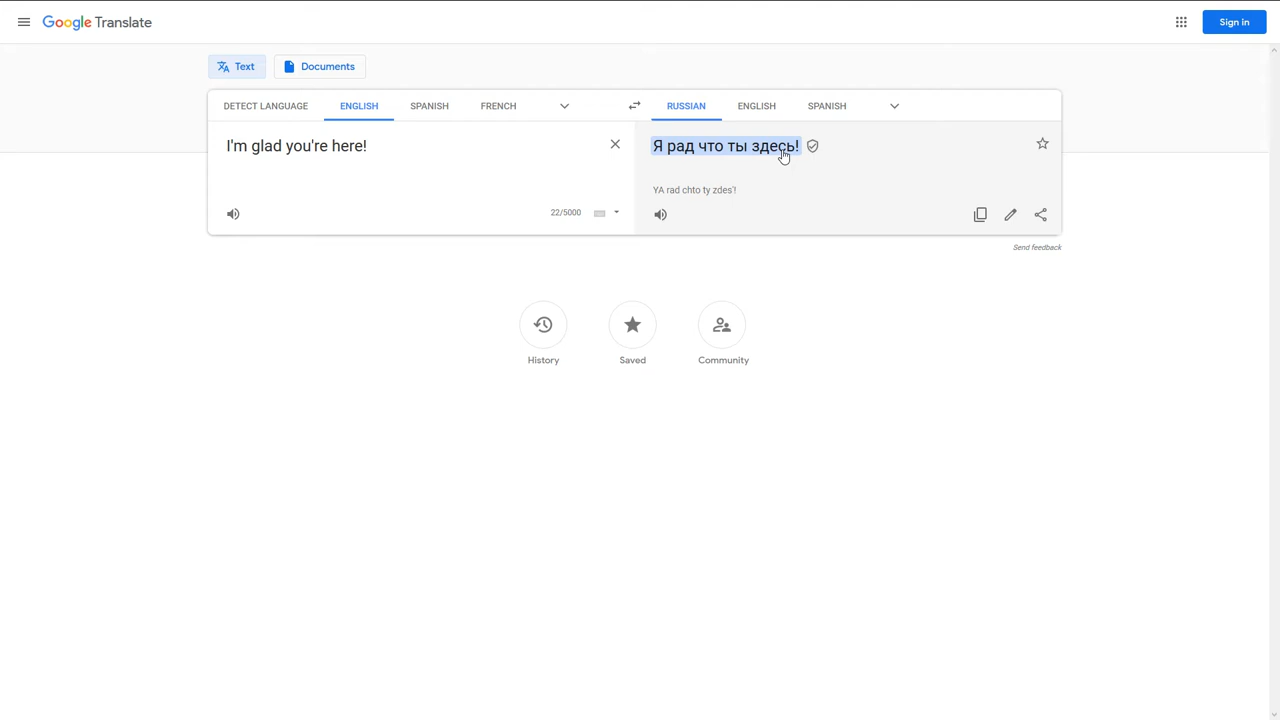 Google Translate
Sign in
Text
Documents
DETECT LANGUAGE
ENGLISH
SPANISH
FRENCH
RUSSIAN
ENGLISH
SPANISH
I'm glad you're here!
Я рад что ты здесь!
YA rad chto ty zdes'!
22/5000
Send feedback
History
Saved
Community